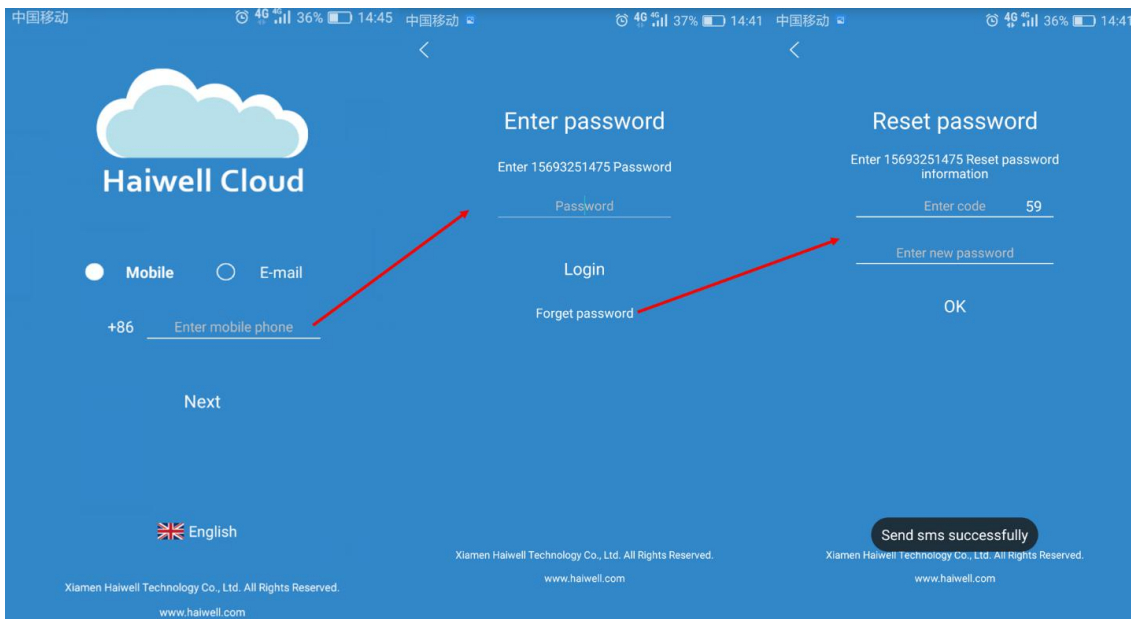 中国移动 4G 4G 36% 14:45
Haiwell Cloud
Mobile E-mail
+86 Enter mobile phone
Next
English
Xiamen Haiwell Technology Co., Ltd. All Rights Reserved.
www.haiwell.com
中国移动 4G 4G 37% 14:41
Enter password
Enter 15693251475 Password
Password
Login
Forget password
Xiamen Haiwell Technology Co., Ltd. All Rights Reserved.
www.haiwell.com
中国移动 4G 4G 36% 14:41
Reset password
Enter 15693251475 Reset password
information
Enter code 59
Enter new password
OK
Send sms successfully
Xiamen Haiwell Technology Co., Ltd. All Rights Reserved.
www.haiwell.com